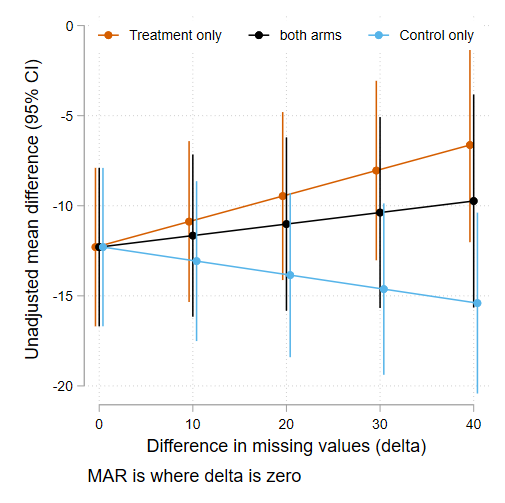 Treatment only both arms Control only
Unadjusted mean difference (95% CI)
0
-5
-10
-15
-20
0 10 20 30 40
Difference in missing values (delta)
MAR is where delta is zero